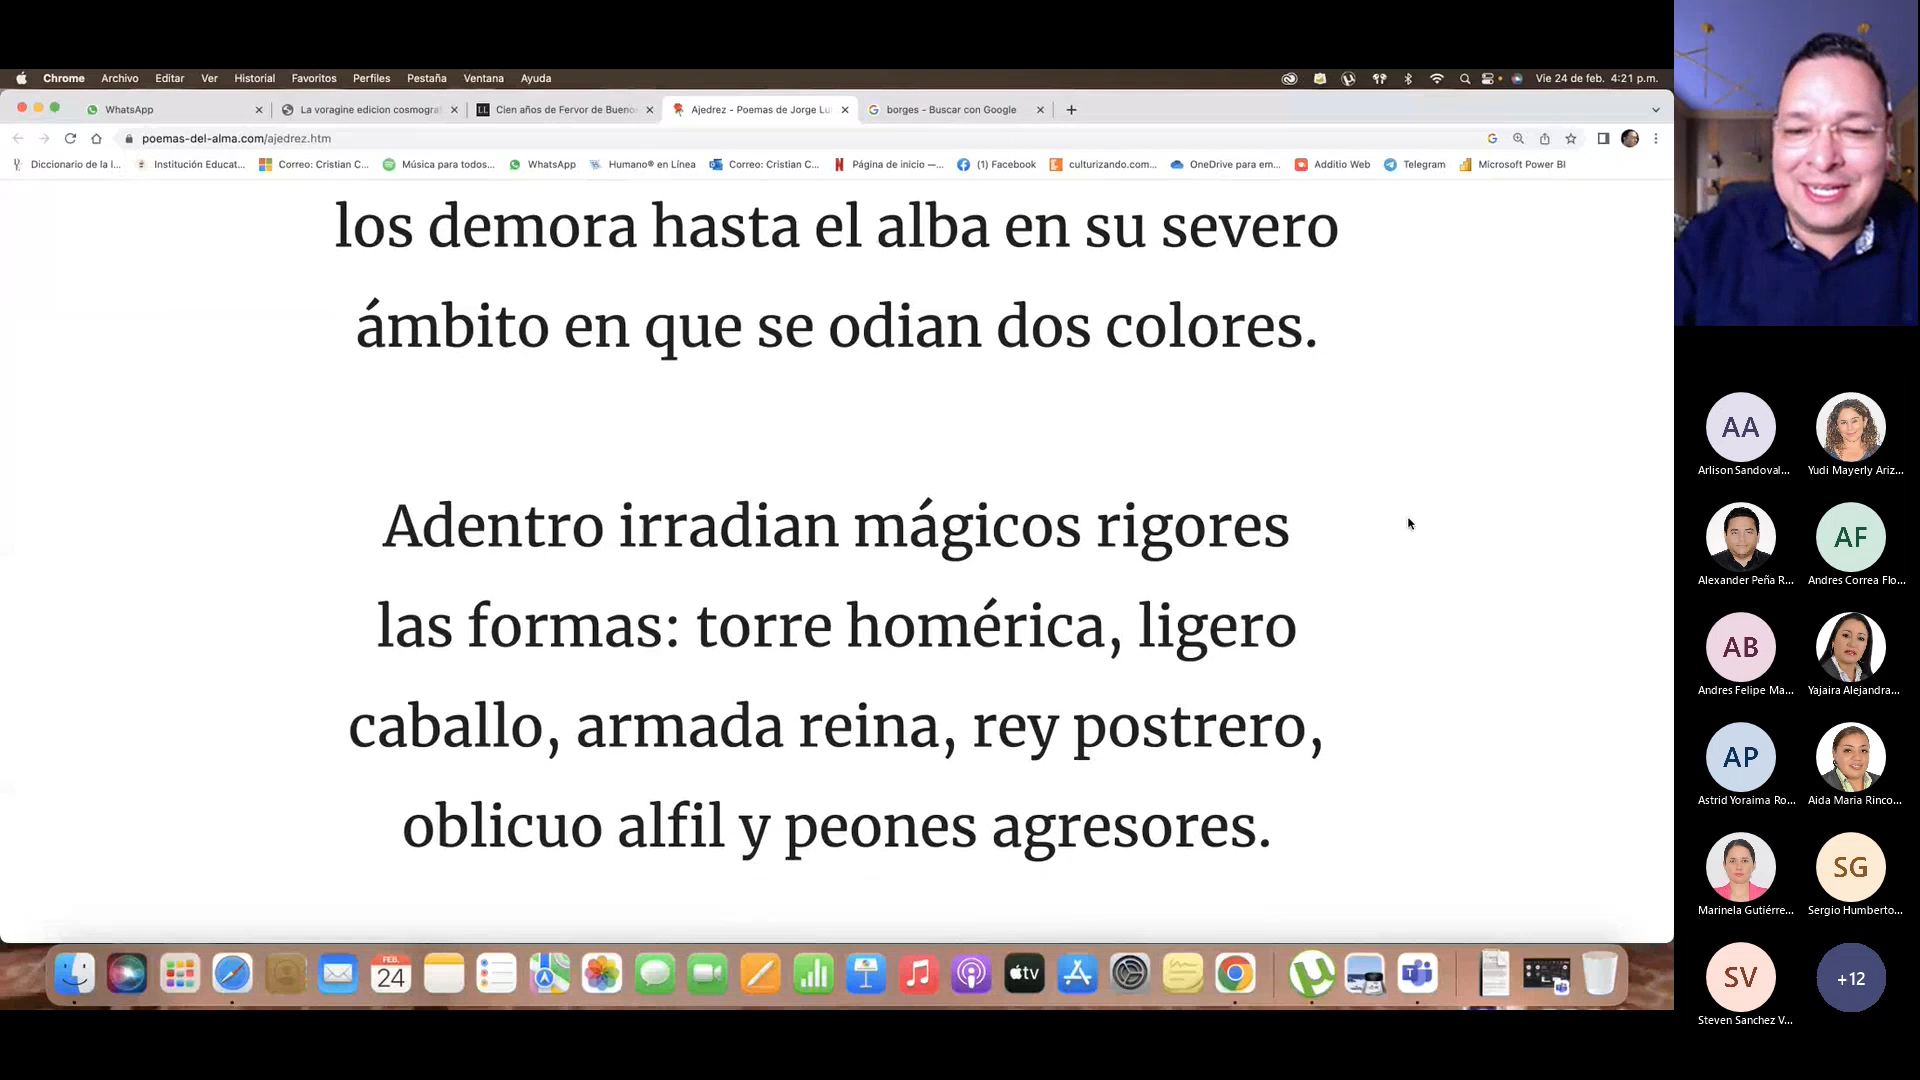 Chrome Archivo Editar Ver Historial Favoritos Perfiles Pestaña Ventana Ayuda Vie 24 de feb. 4:21 p.m.
WhatsApp La voragine edicion cosmogra Cien años de Fervor de Bueno Ajedrez - Poemas de Jorge Lu borges - Buscar con Google
poemas-del-alma.com/ajedrez.htm
Diccionario de la l... Institución Educat... Correo: Cristian C... Música para todos... WhatsApp Humano® en Línea Correo: Cristian C... Página de inicio —... (1) Facebook culturizando.com... OneDrive para em... Additio Web Telegram Microsoft Power BI
los demora hasta el alba en su severo
ámbito en que se odian dos colores.
Adentro irradian mágicos rigores
las formas: torre homérica, ligero
caballo, armada reina, rey postrero,
oblicuo alfil y peones agresores.
FEB.
24
tv
AA
Arlison Sandoval... Yudi Mayerly Ariz...
AF
Alexander Peña R... Andres Correa Flo...
AB
Andres Felipe Ma... Yajaira Alejandra...
AP
Astrid Yoraima Ro... Aida Maria Rinco...
SG
Marinela Gutiérre... Sergio Humberto...
SV +12
Steven Sanchez V...